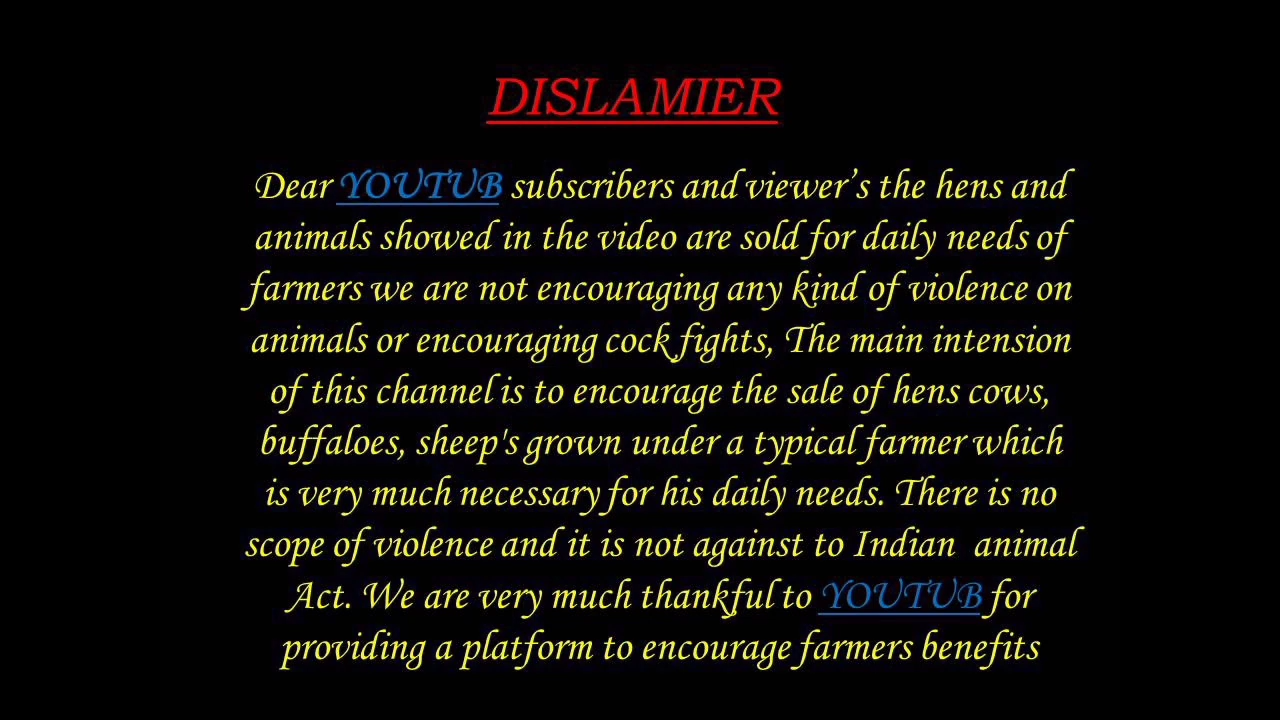 DISLAMIER
Dear YOUTUB subscribers and viewer’s the hens and
animals showed in the video are sold for daily needs of
farmers we are not encouraging any kind of violence on
animals or encouraging cock fights, The main intension
of this channel is to encourage the sale of hens cows,
buffaloes, sheep's grown under a typical farmer which
is very much necessary for his daily needs. There is no
scope of violence and it is not against to Indian  animal
Act. We are very much thankful to YOUTUB for
providing a platform to encourage farmers benefits